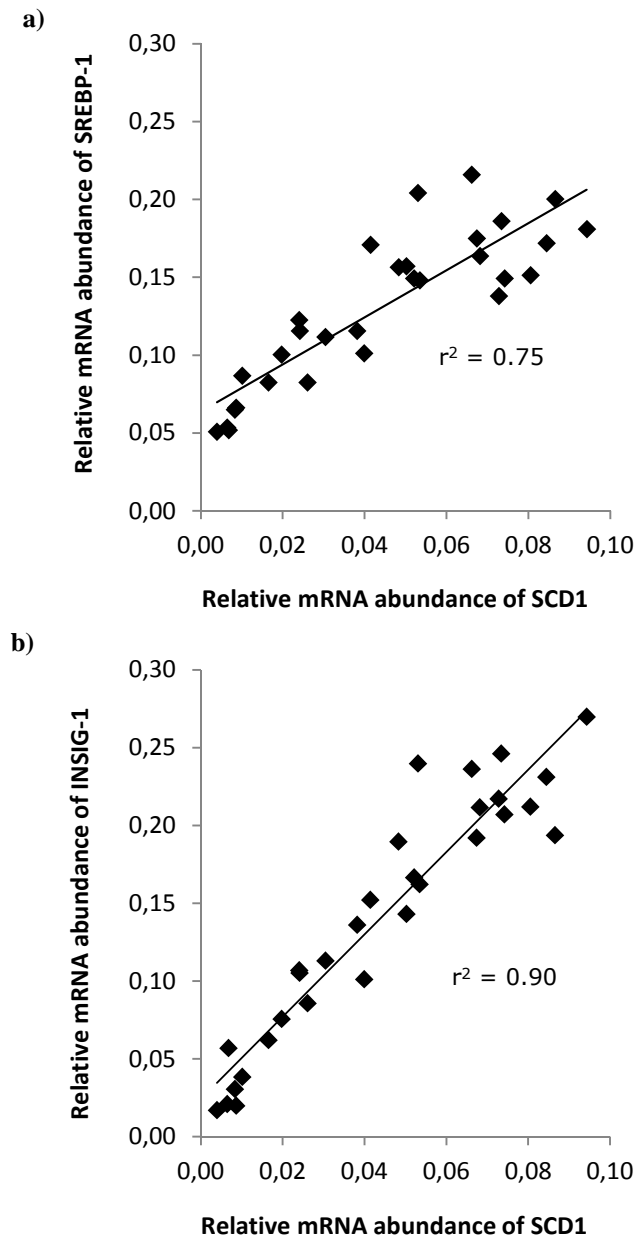 a)
Relative mRNA abundance of SREBP-1
0,30
0,25
0,20
0,15
0,10
0,05
0,00
r² = 0.75
0,00 0,02 0,04 0,06 0,08 0,10
Relative mRNA abundance of SCD1
b)
Relative mRNA abundance of INSIG-1
0,30
0,25
0,20
0,15
0,10
0,05
0,00
r² = 0.90
0,00 0,02 0,04 0,06 0,08 0,10
Relative mRNA abundance of SCD1